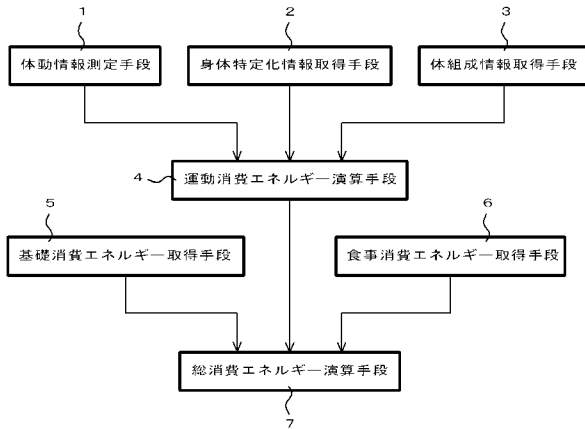 1
2
3
体動情報測定手段
身体特定化情報取得手段
体組成情報取得手段
4
運動消費エネルギー演算手段
5
6
基礎消費エネルギー取得手段
食事消費エネルギー取得手段
総消費エネルギー演算手段
7